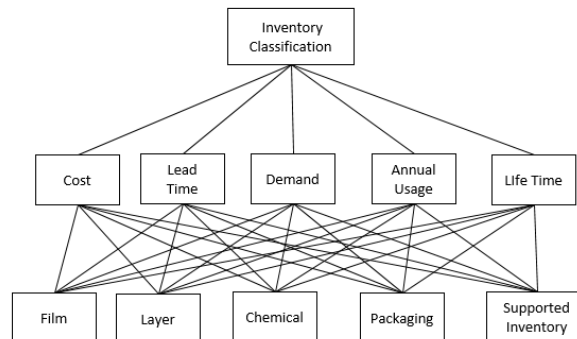 Inventory
Classification
Cost
Lead
Time
Demand
Annual
Usage
LIfe Time
Film
Layer
Chemical
Packaging
Supported
Inventory